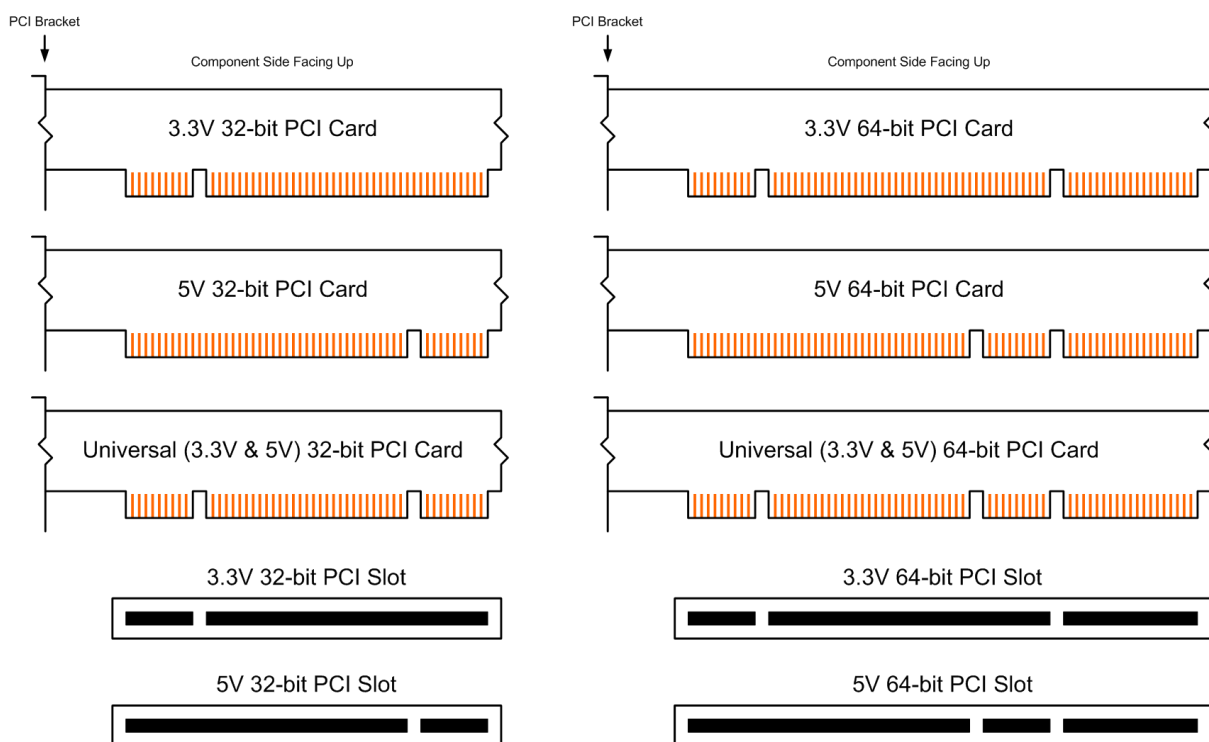 PCI Bracket
PCI Bracket
Component Side Facing Up
Component Side Facing Up
3.3V 32-bit PCI Card
3.3V 64-bit PCI Card
5V 32-bit PCI Card
5V 64-bit PCI Card
Universal (3.3V & 5V) 32-bit PCI Card
Universal (3.3V & 5V) 64-bit PCI Card
3.3V 32-bit PCI Slot
3.3V 64-bit PCI Slot
5V 32-bit PCI Slot
5V 64-bit PCI Slot